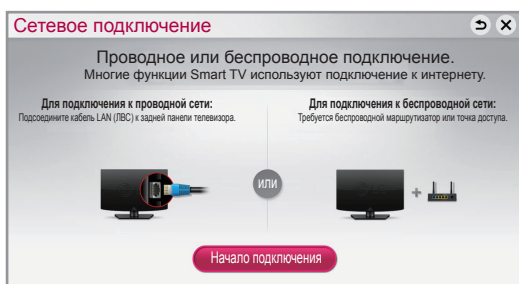 Сетевое подключение
Проводное или беспроводное подключение.
Многие функции Smart TV используют подключение к интернету.
Для подключения к проводной сети:
Подсоедините кабель LAN (ЛВС) к задней панели телевизора.
или
Для подключения к беспроводной сети:
Требуется беспроводной маршрутизатор или точка доступа.
Начало подключения